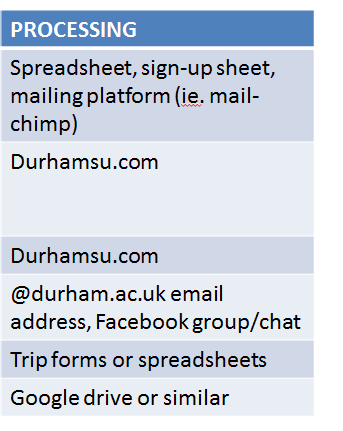 PROCESSING
Spreadsheet, sign-up sheet,
mailing platform (ie. mail-
chimp)
Durhamsu.com
Durhamsu.com
@durham.ac.uk email
address, Facebook group/chat
Trip forms or spreadsheets
Google drive or similar